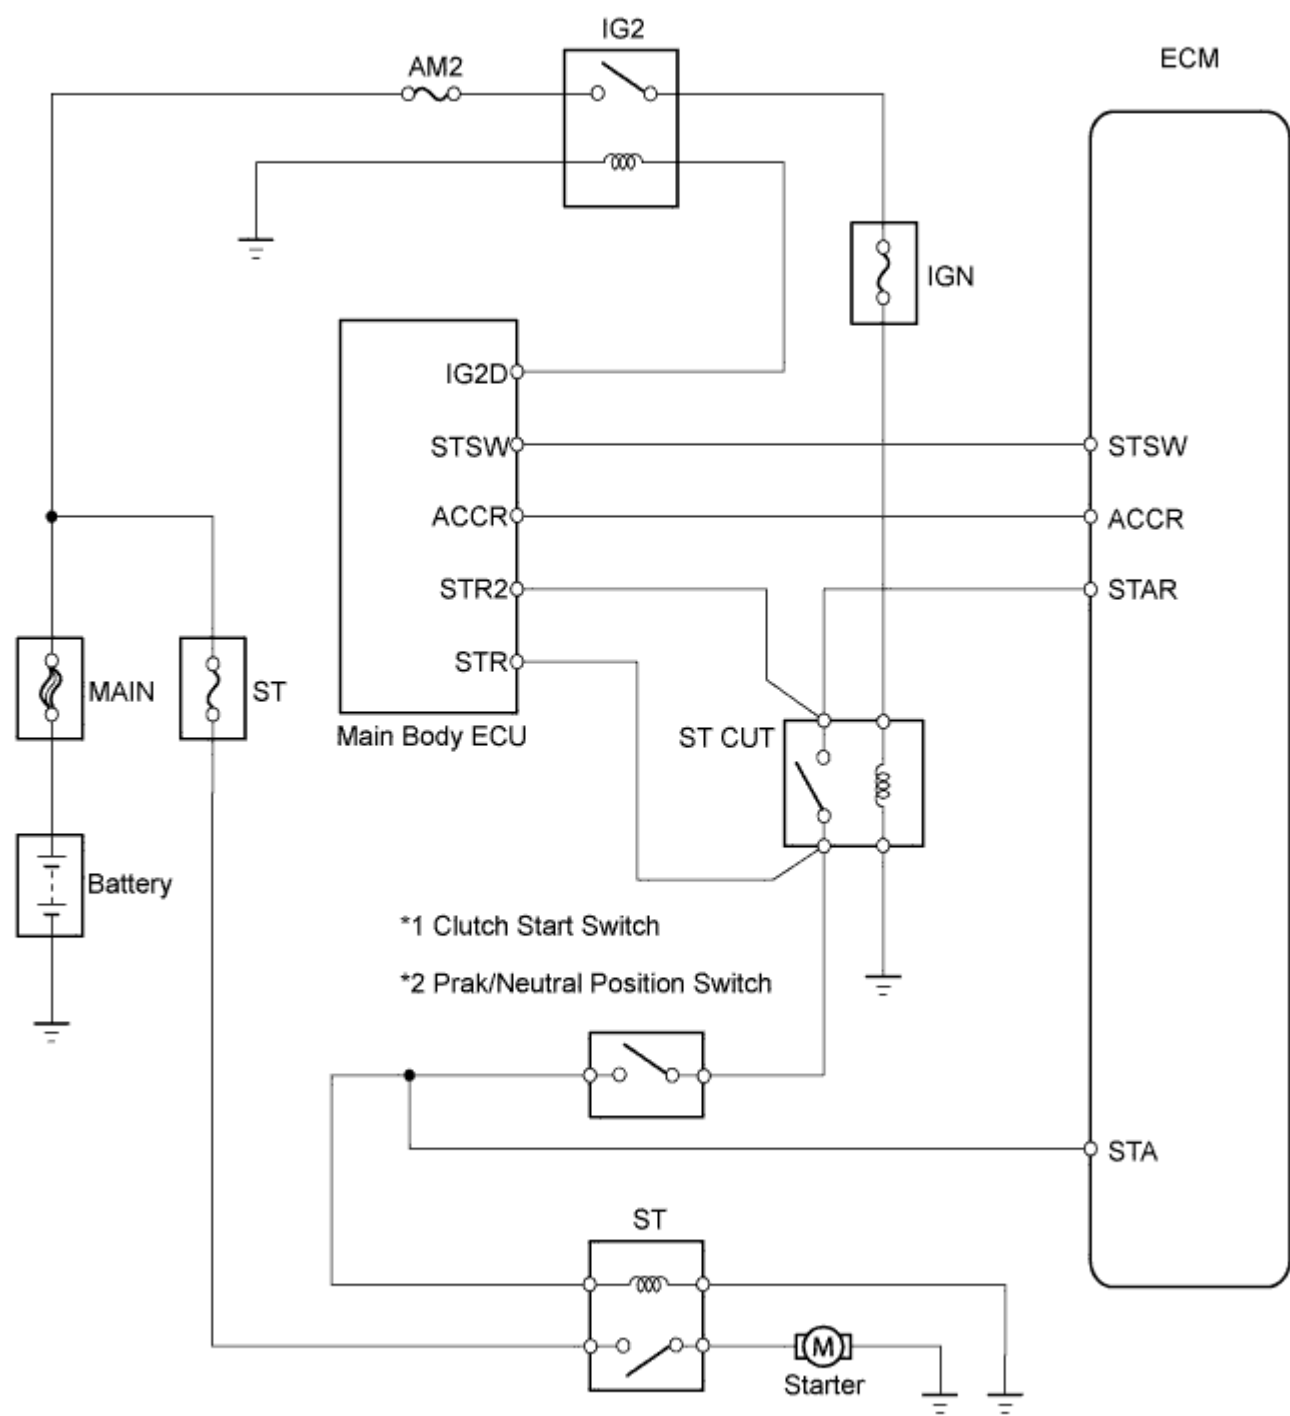 IG2
AM2
ECM
IGN
IG2D
STSW
STSW
ACCR
ACCR
STR2
STAR
STR
MAIN
ST
Main Body ECU
ST CUT
Battery
*1 Clutch Start Switch
*2 Prak/Neutral Position Switch
STA
ST
M
Starter